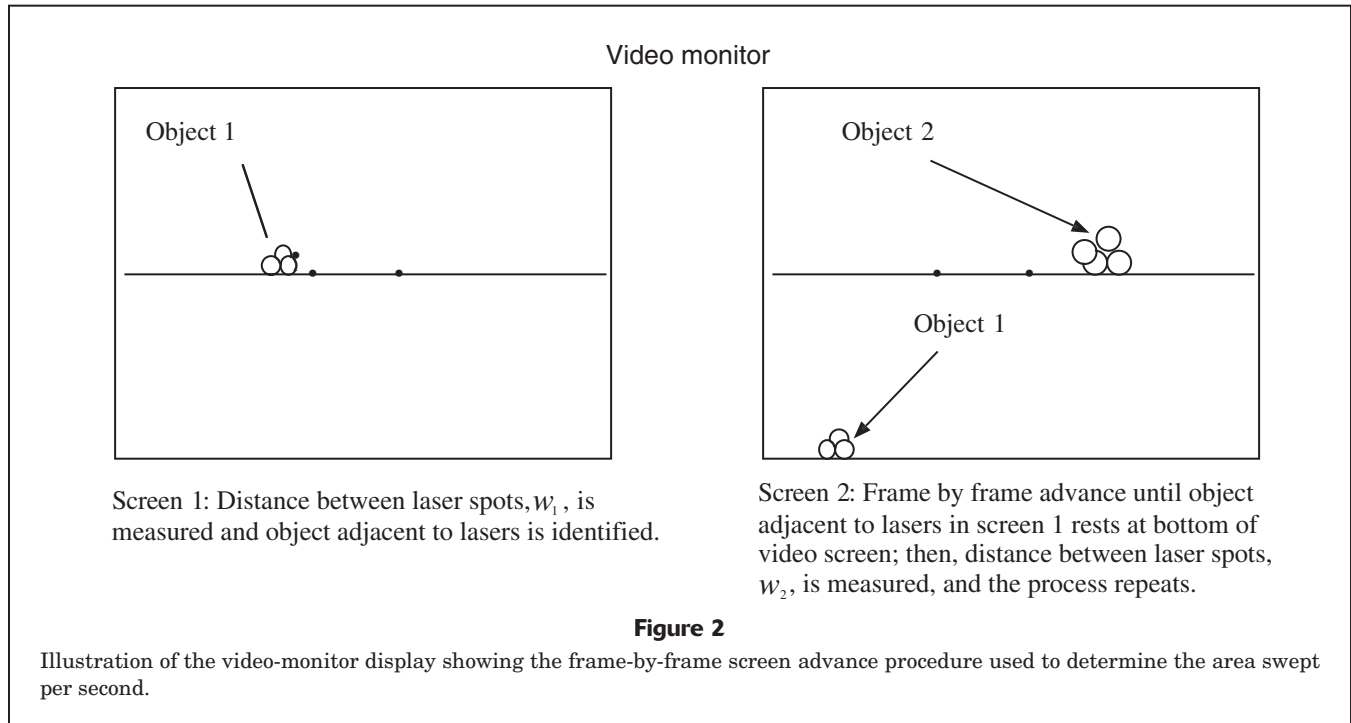 Video monitor
Object 1
Object 2
Object 1
Screen 1: Distance between laser spots, w₁, is
measured and object adjacent to lasers is identified.
Screen 2: Frame by frame advance until object
adjacent to lasers in screen 1 rests at bottom of
video screen; then, distance between laser spots,
w₂, is measured, and the process repeats.
Figure 2
Illustration of the video-monitor display showing the frame-by-frame screen advance procedure used to determine the area swept
per second.